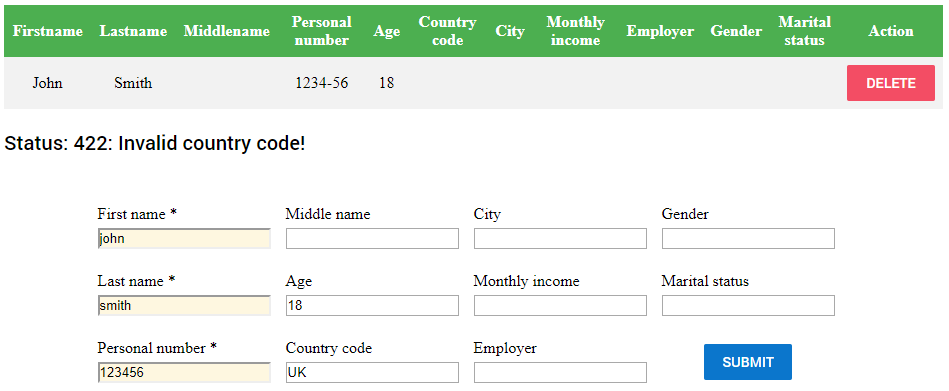 Firstname Lastname Middlename Personal number Age Country code City Monthly income Employer Gender Marital status Action
John Smith 1234-56 18 DELETE
Status: 422: Invalid country code!
First name * Middle name City Gender
john
Last name * Age Monthly income Marital status
smith 18
Personal number * Country code Employer
123456 UK SUBMIT